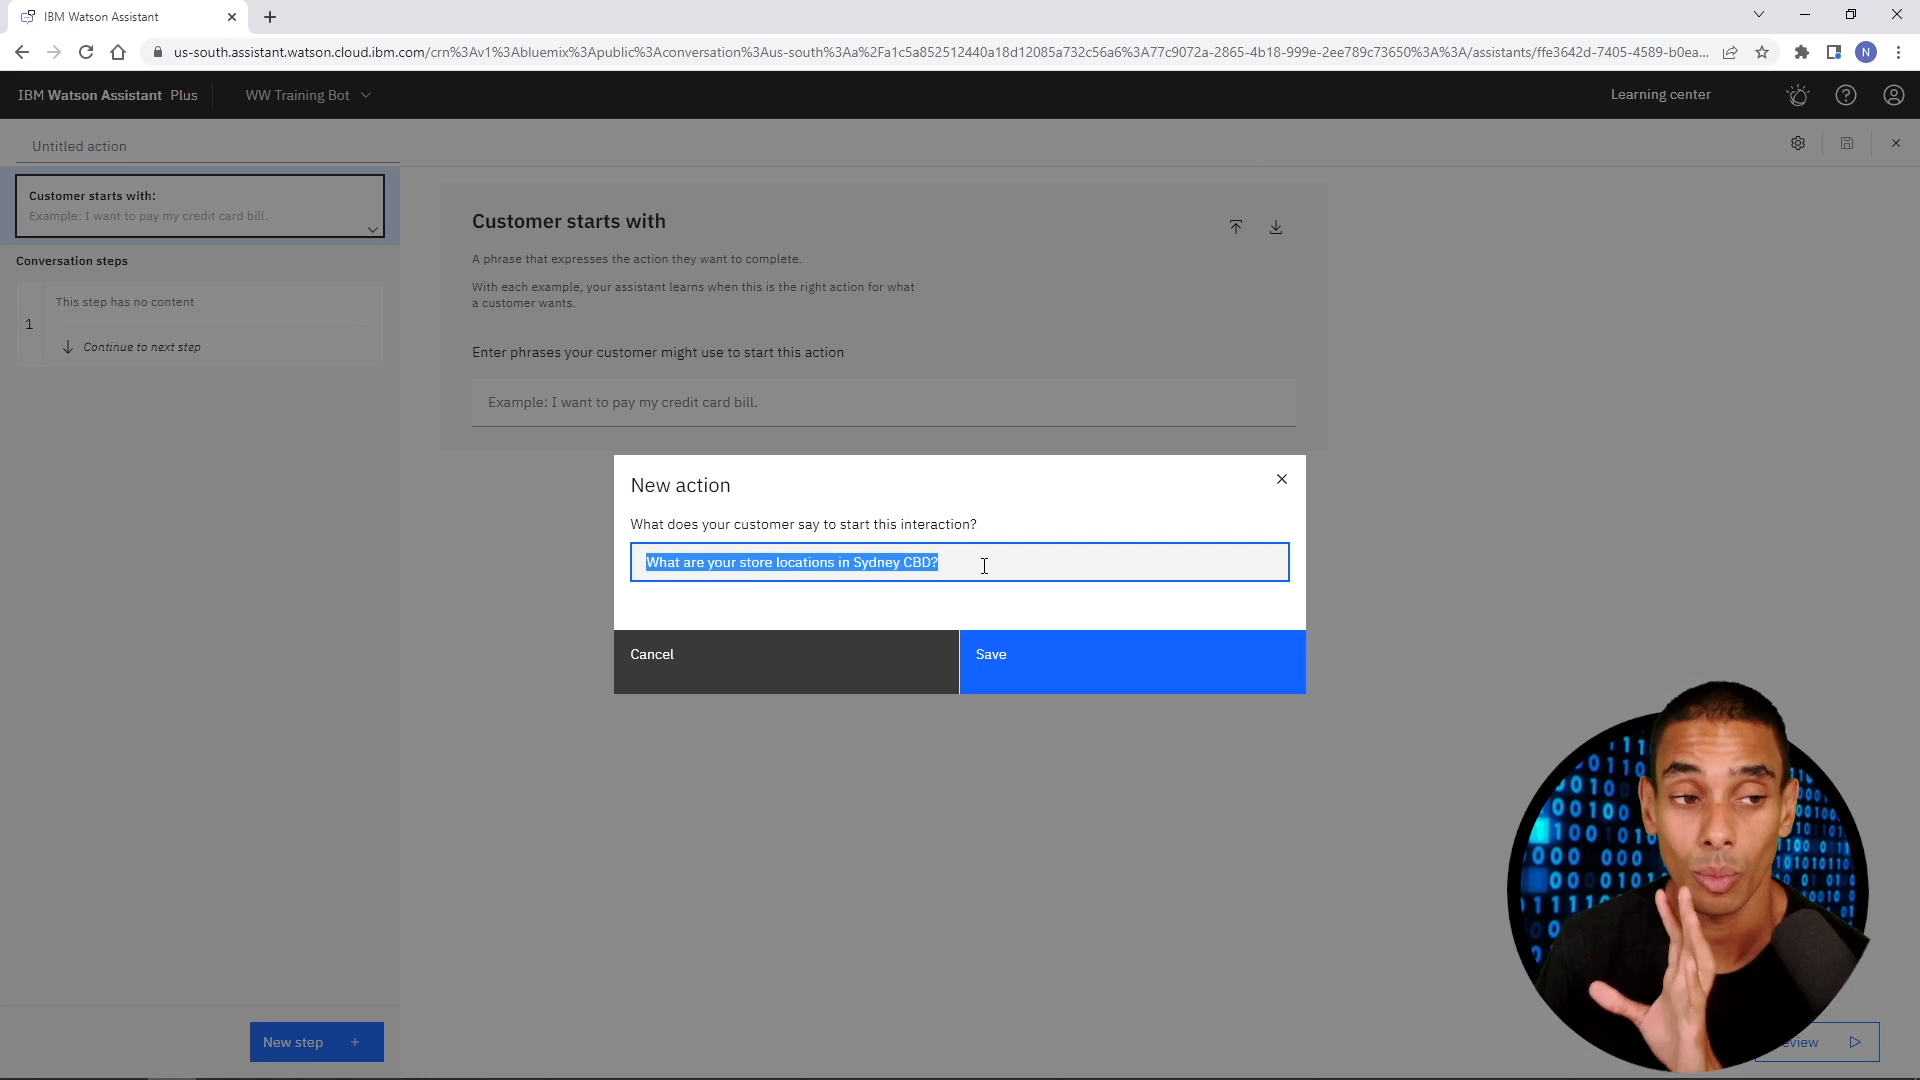 IBM Watson Assistant
us-south.assistant.watson.cloud.ibm.com/crn%3Av1%3Abluemix%3Apublic%3Aconversation%3Aus-south%3Aa%2Fa1c5a852512440a18d12085a732c56a6%3A77c9072a-2865-4b18-999e-2ee789c73650%3A%3A/assistants/ffe3642d-7405-4589-b0ea...
N
IBM Watson Assistant Plus
WW Training Bot
Learning center
Untitled action
Customer starts with:
Example: I want to pay my credit card bill.
Conversation steps
1
This step has no content
Continue to next step
Customer starts with
A phrase that expresses the action they want to complete.
With each example, your assistant learns when this is the right action for what
a customer wants.
Enter phrases your customer might use to start this action
Example: I want to pay my credit card bill.
New action
What does your customer say to start this interaction?
What are your store locations in Sydney CBD?
Cancel
Save
New step +